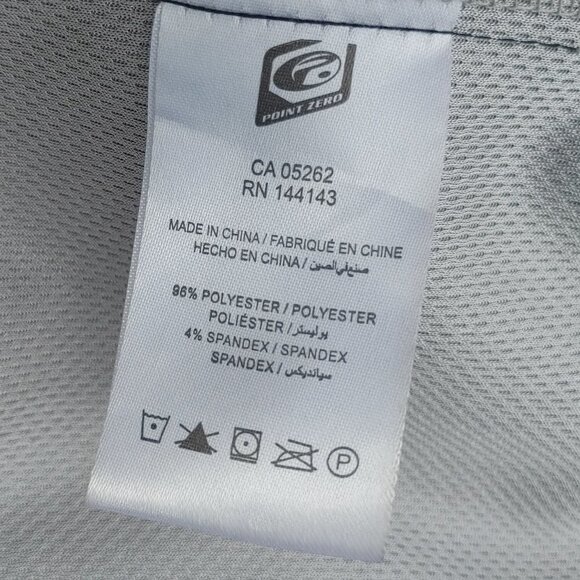 POINT ZERO
CA 05262
RN 144143
MADE IN CHINA / FABRIQUÉ EN CHINE
HECHO EN CHINA / صنع في الصين
96% POLYESTER / POLYESTER
POLIÉSTER / بوليستر
4% SPANDEX / SPANDEX
SPANDEX / سبانديكس
P